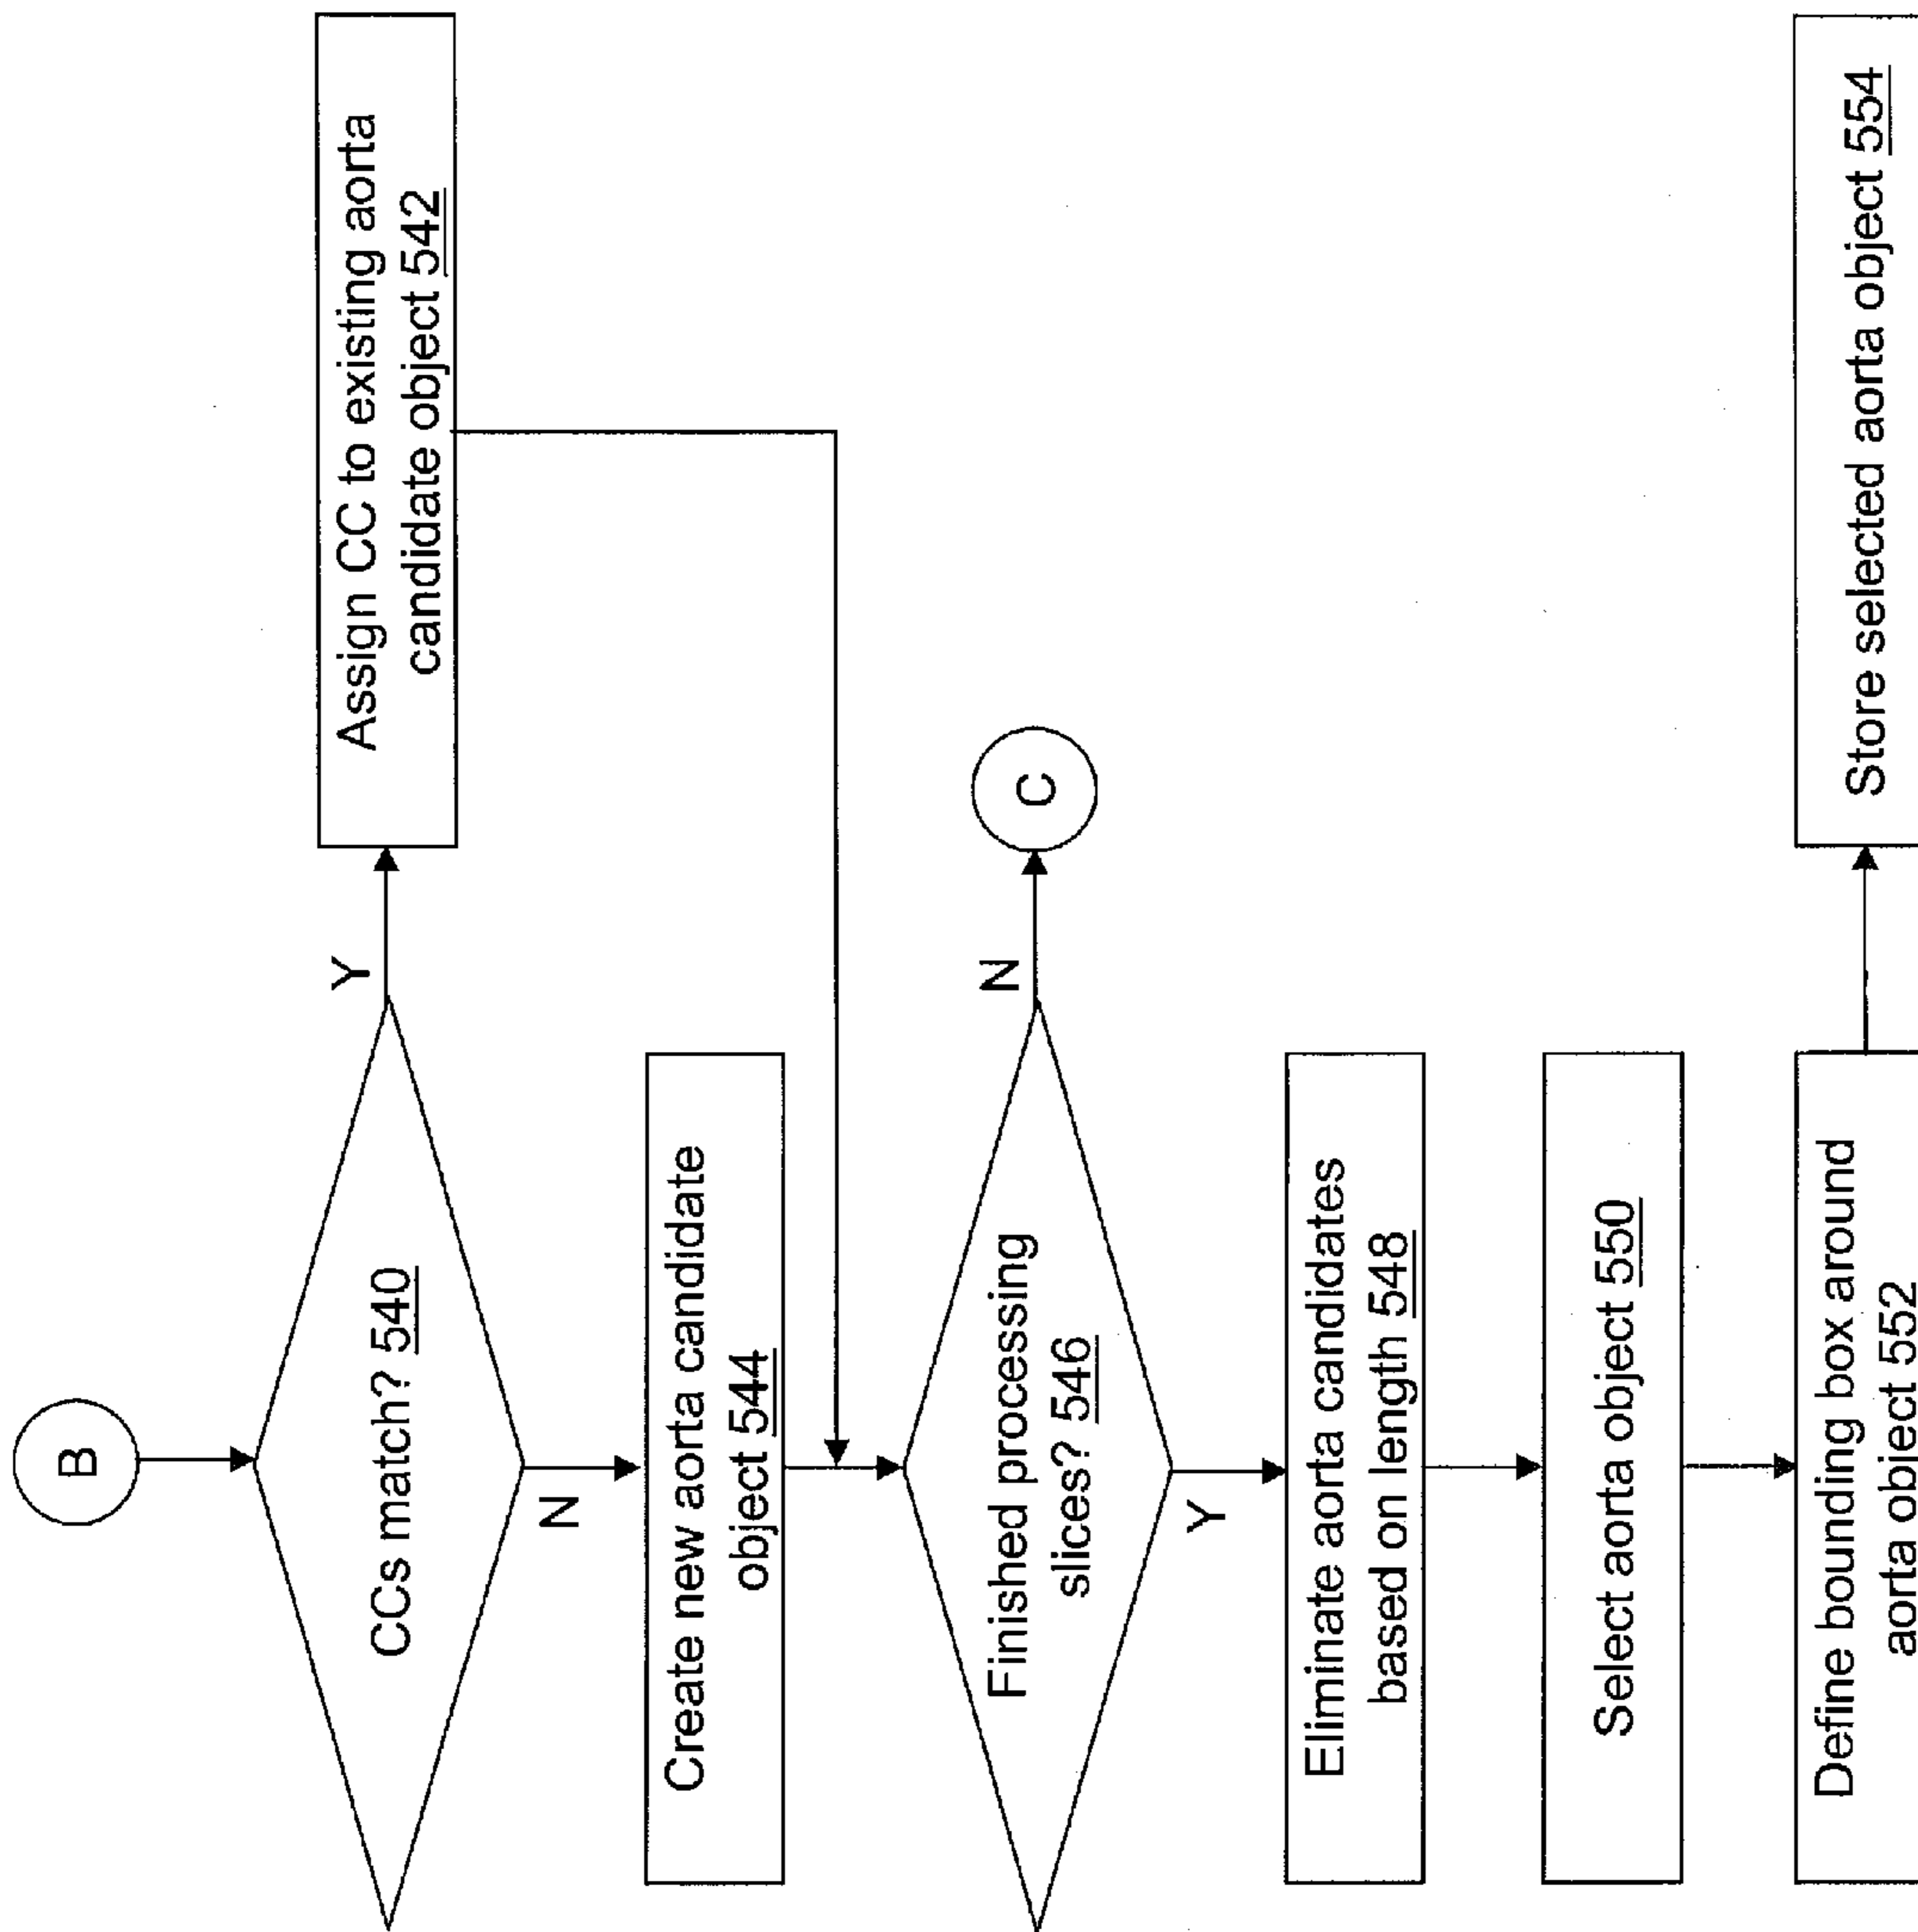 B
CCs match? 540
Y
Assign CC to existing aorta
candidate object 542
N
Create new aorta candidate
object 544
Finished processing
slices? 546
N
C
Y
Eliminate aorta candidates
based on length 548
Select aorta object 550
Define bounding box around
aorta object 552
Store selected aorta object 554